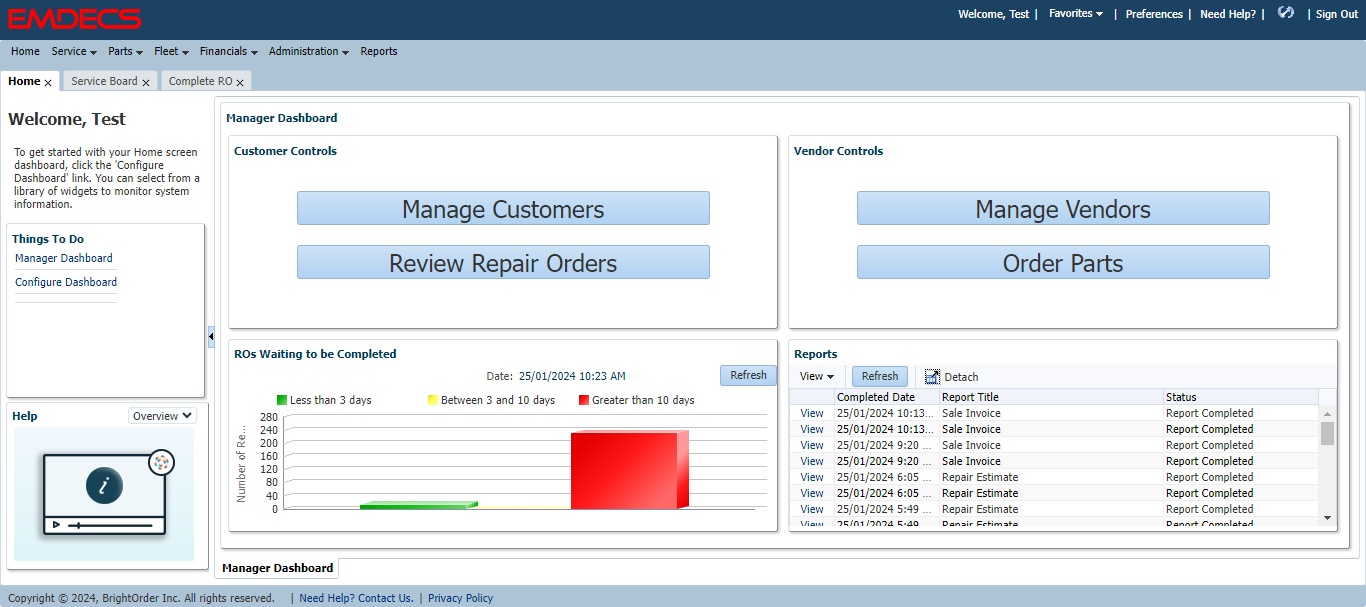 EMDECS
Welcome, Test | Favorites | Preferences | Need Help? | | Sign Out
Home Service Parts Fleet Financials Administration Reports
Home Service Board Complete RO
Welcome, Test
To get started with your Home screen
dashboard, click the 'Configure
Dashboard' link. You can select from a
library of widgets to monitor system
information.
Things To Do
Manager Dashboard
Configure Dashboard
Help Overview
i
Manager Dashboard
Customer Controls
Manage Customers
Review Repair Orders
Vendor Controls
Manage Vendors
Order Parts
ROs Waiting to be Completed
Date: 25/01/2024 10:23 AM Refresh
Less than 3 days Between 3 and 10 days Greater than 10 days
Number of Re...
280
240
200
160
120
80
40
0
Reports
View Refresh Detach
Completed Date Report Title Status
View 25/01/2024 10:13... Sale Invoice Report Completed
View 25/01/2024 10:13... Sale Invoice Report Completed
View 25/01/2024 9:20 ... Sale Invoice Report Completed
View 25/01/2024 9:20 ... Sale Invoice Report Completed
View 25/01/2024 6:05 ... Repair Estimate Report Completed
View 25/01/2024 6:05 ... Repair Estimate Report Completed
View 25/01/2024 5:49 ... Repair Estimate Report Completed
View 25/01/2024 5:49 ... Repair Estimate Report Completed
Manager Dashboard
Copyright © 2024, BrightOrder Inc. All rights reserved. | Need Help? Contact Us. | Privacy Policy